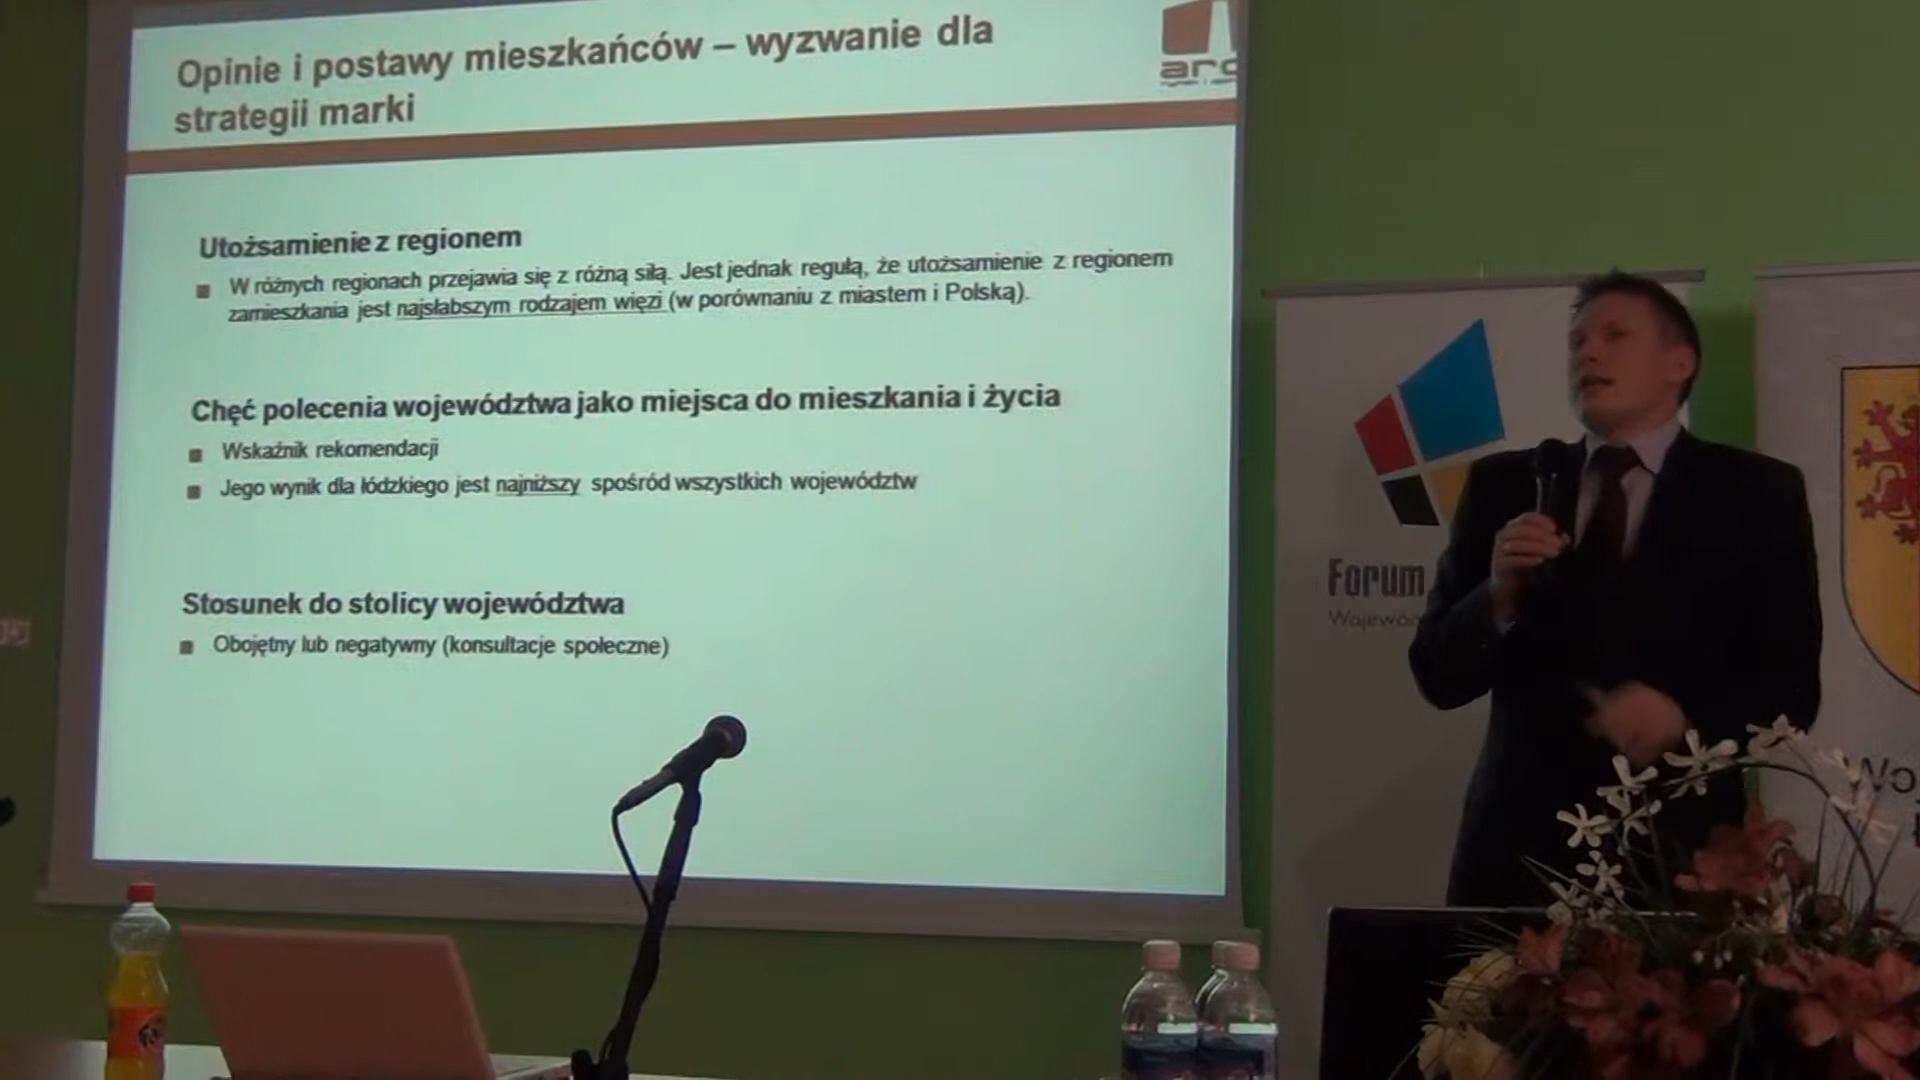 Opinie i postawy mieszkańców – wyzwanie dla
strategii marki
arc
Utożsamienie z regionem
W różnych regionach przejawia się z różną siłą. Jest jednak regułą, że utożsamienie z regionem
zamieszkania jest najsłabszym rodzajem więzi (w porównaniu z miastem i Polską).
Chęć polecenia województwa jako miejsca do mieszkania i życia
Wskaźnik rekomendacji
Jego wynik dla łódzkiego jest najniższy spośród wszystkich województw
Stosunek do stolicy województwa
Obojętny lub negatywny (konsultacje społeczne)
Forum